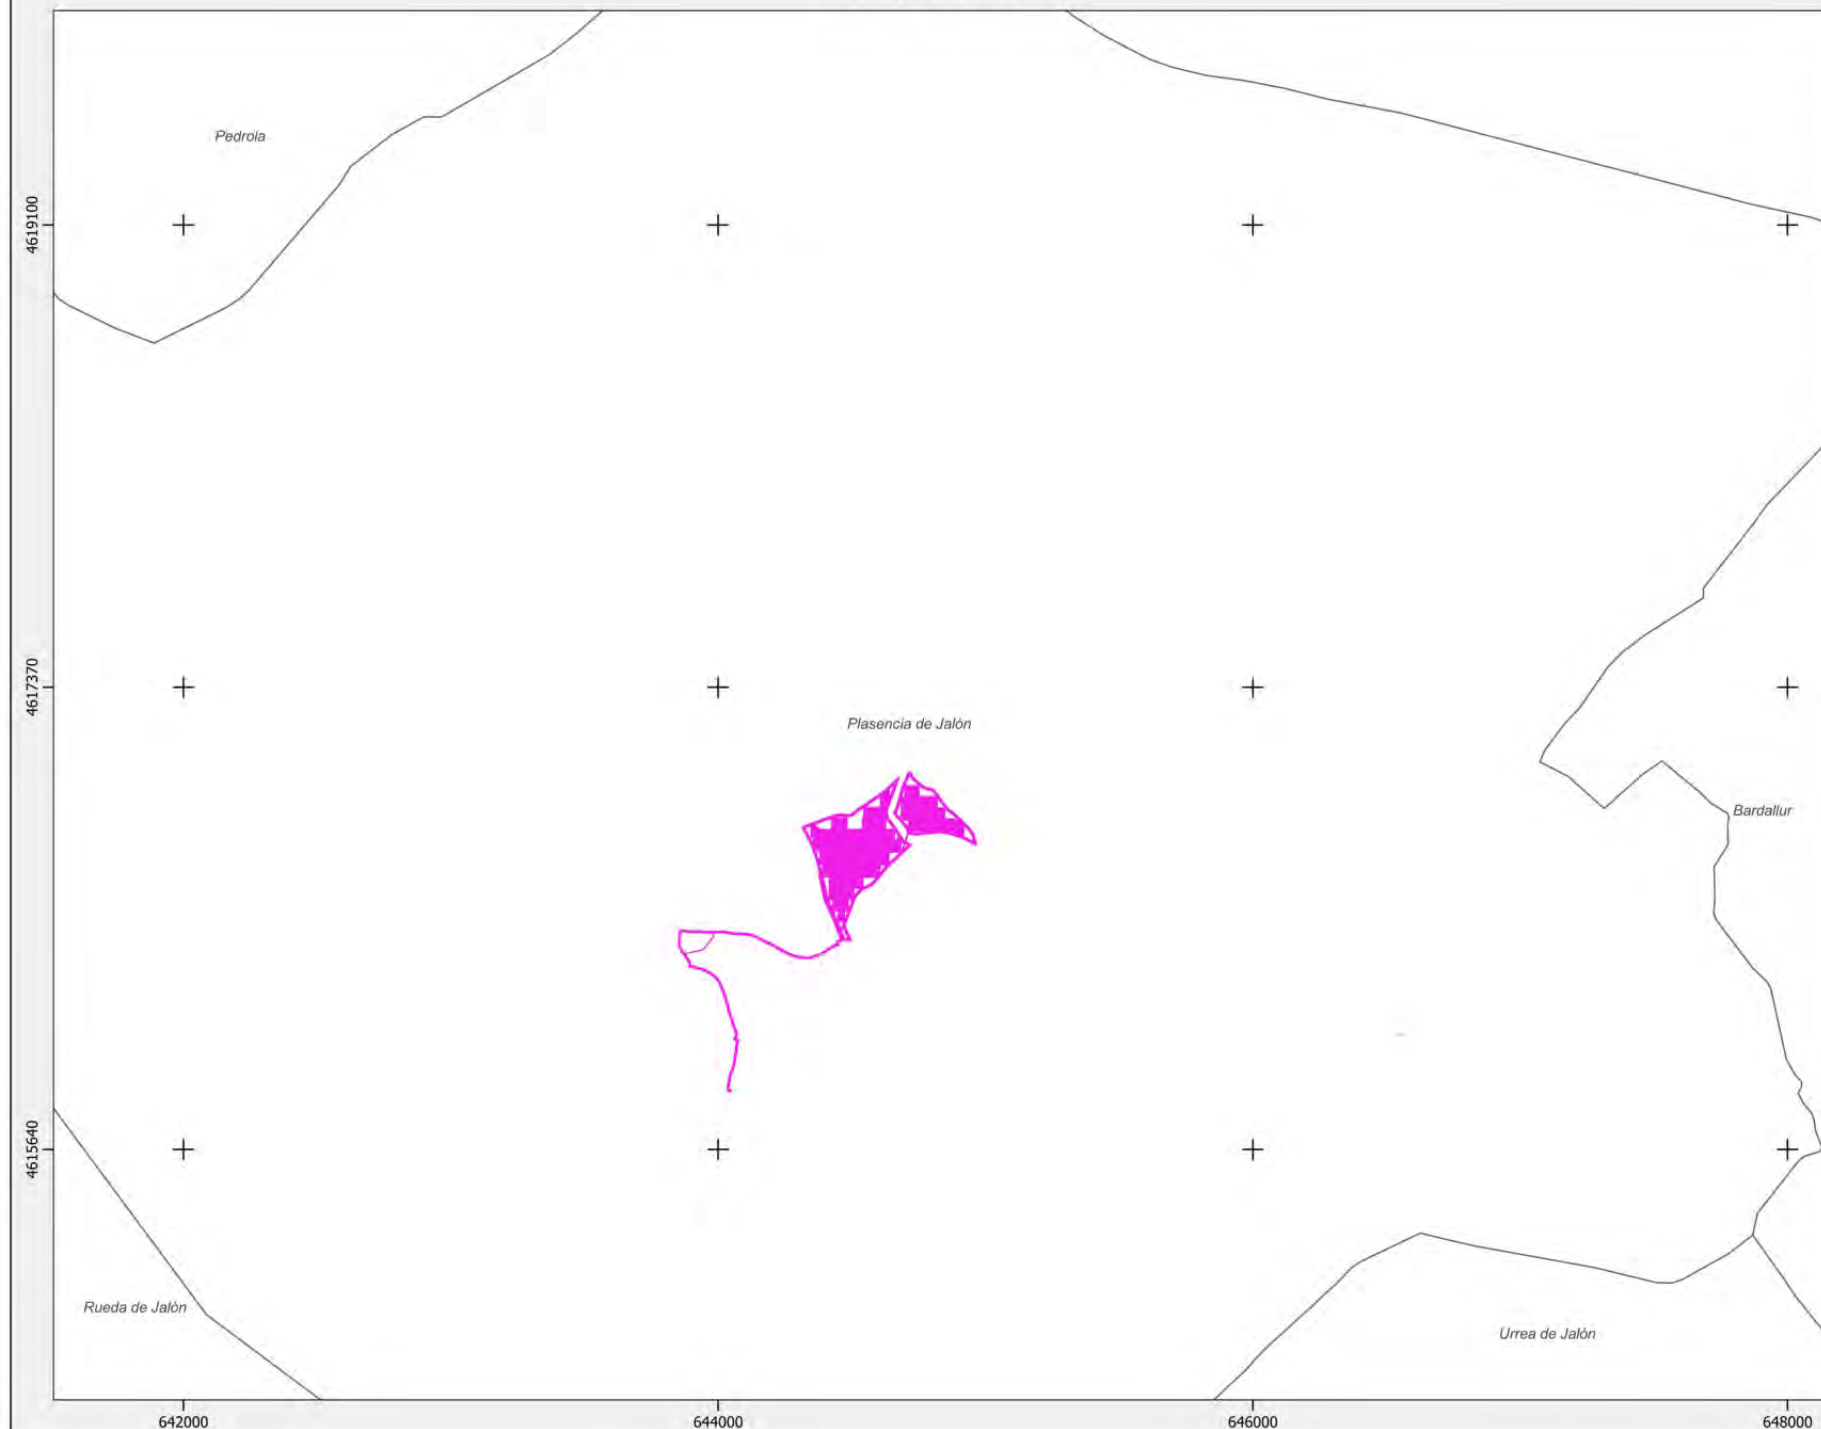 Pedrola
4619100
4617370
Plasencia de Jalón
Bardallur
4615640
Rueda de Jalón
Urrea de Jalón
642000
644000
646000
648000